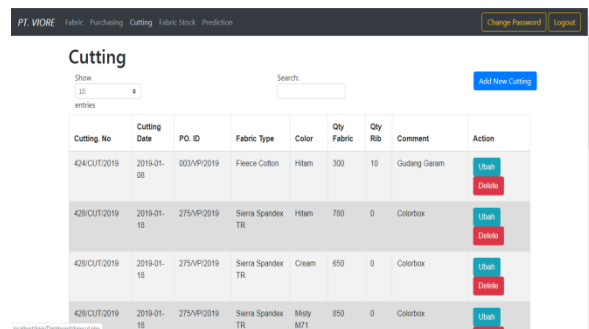 PT. VIORE Fabric Purchasing Cutting Fabric Stock Prediction Change Password Logout
Cutting
Show Search: Add New Cutting
10
entries
Cutting. No Cutting Date PO. ID Fabric Type Color Qty Fabric Qty Rib Comment Action
424/CUT/2019 2019-01-08 003/VP/2019 Fleece Cotton Hitam 300 10 Gudang Garam Ubah Delete
428/CUT/2019 2019-01-18 275/VP/2019 Sierra Spandex TR Hitam 780 0 Colorbox Ubah Delete
428/CUT/2019 2019-01-18 275/VP/2019 Sierra Spandex TR Cream 650 0 Colorbox Ubah Delete
428/CUT/2019 2019-01-18 275/VP/2019 Sierra Spandex TR Misty M71 850 0 Colorbox Ubah